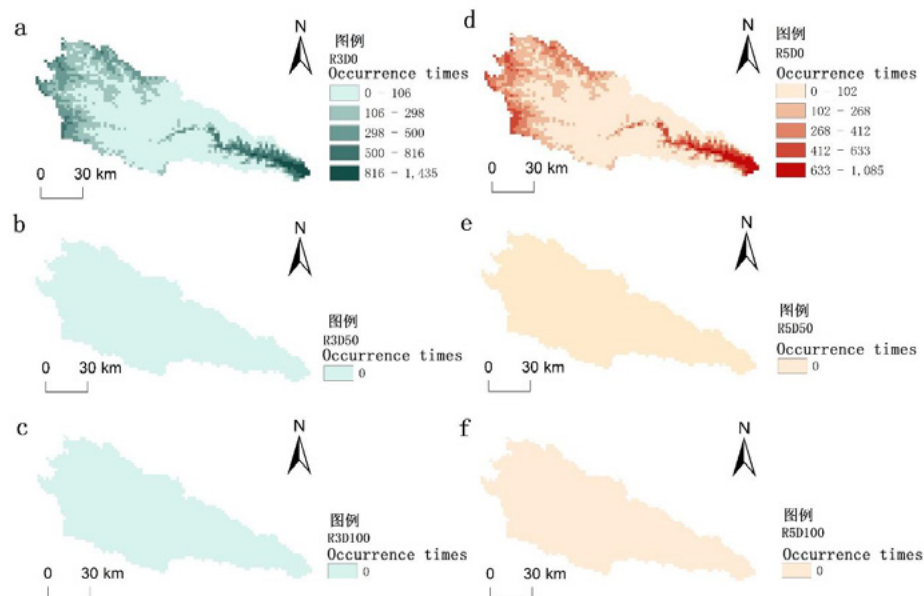 a
N
图例
R3D0
Occurrence times
0 - 106
106 - 298
298 - 500
500 - 816
816 - 1,435
0 30 km
d
N
图例
R5D0
Occurrence times
0 - 102
102 - 268
268 - 412
412 - 633
633 - 1,085
0 30 km
b
N
图例
R3D50
Occurrence times
0
0 30 km
e
N
图例
R5D50
Occurrence times
0
0 30 km
c
N
图例
R3D100
Occurrence times
0
0 30 km
f
N
图例
R5D100
Occurrence times
0
0 30 km